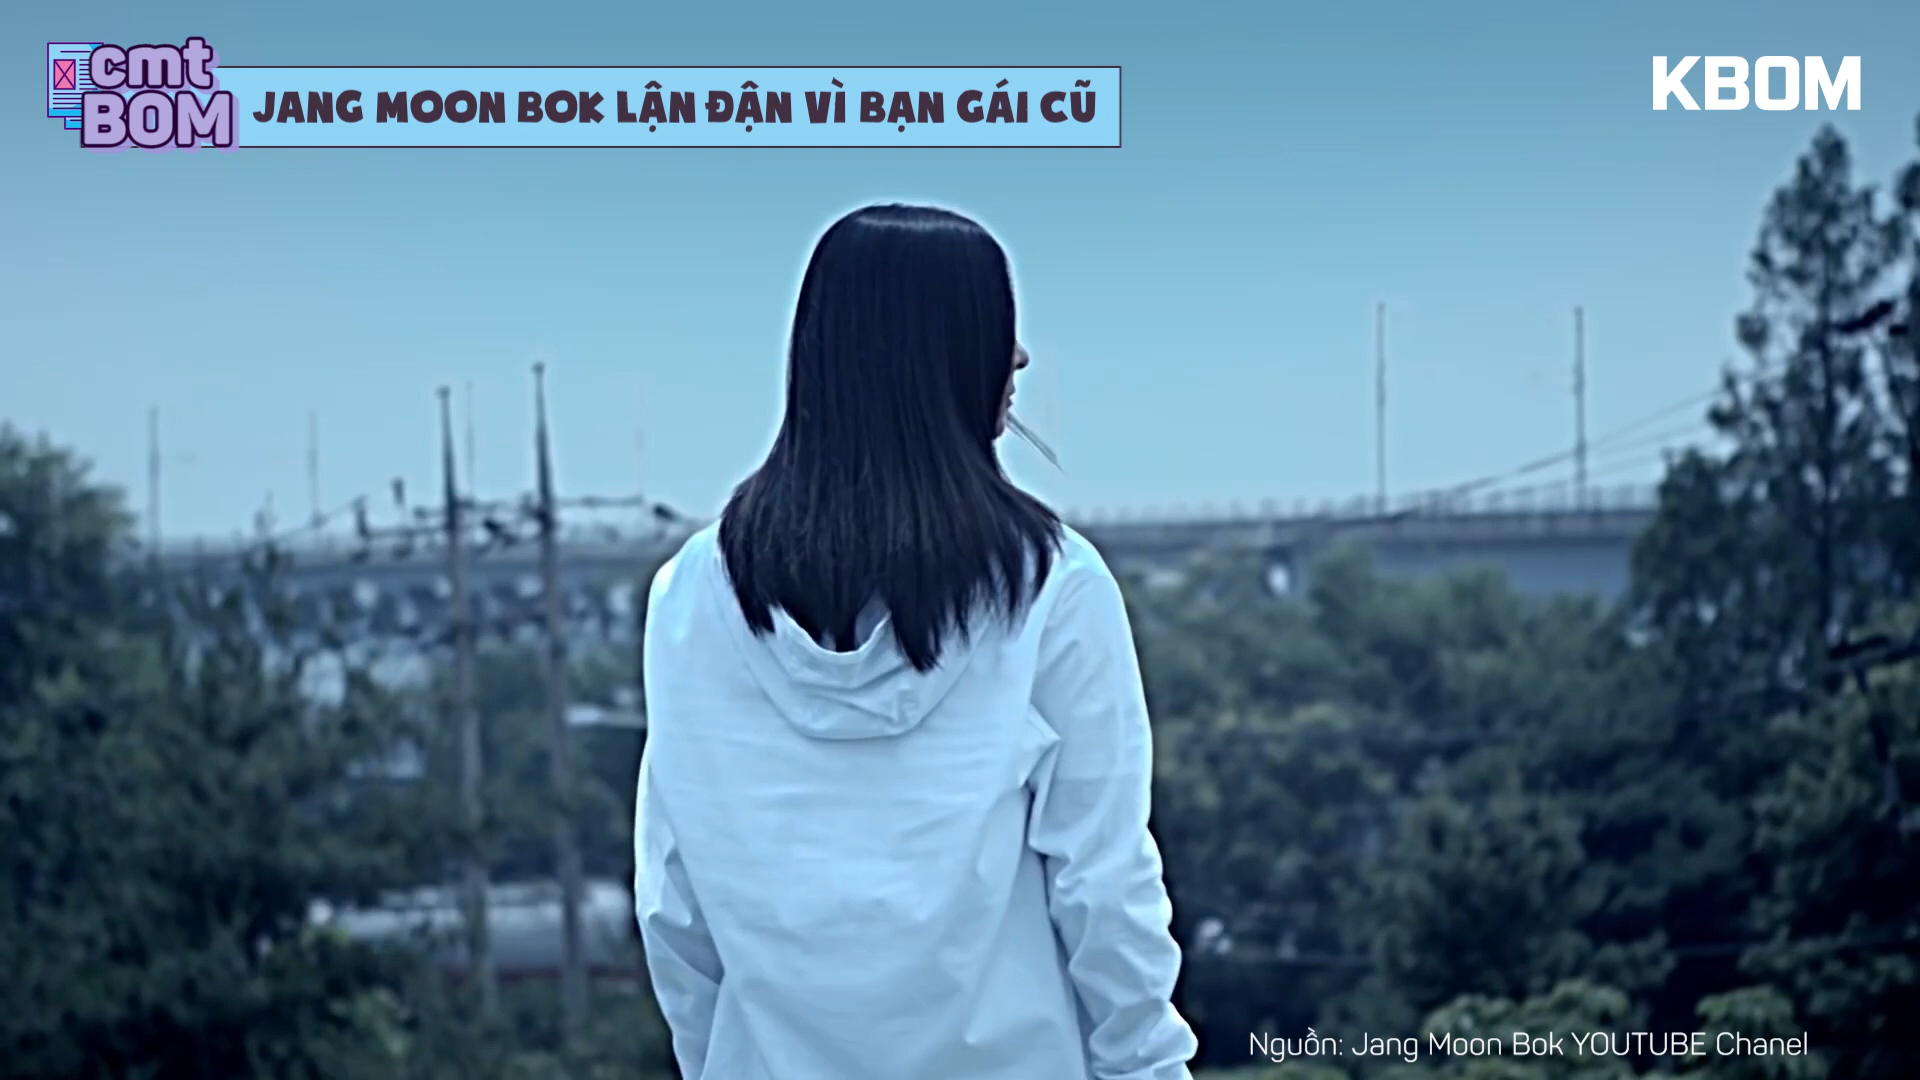 cmt
BOM
JANG MOON BOK LẬN ĐẬN VÌ BẠN GÁI CŨ
KBOM
Nguồn: Jang Moon Bok YOUTUBE Chanel